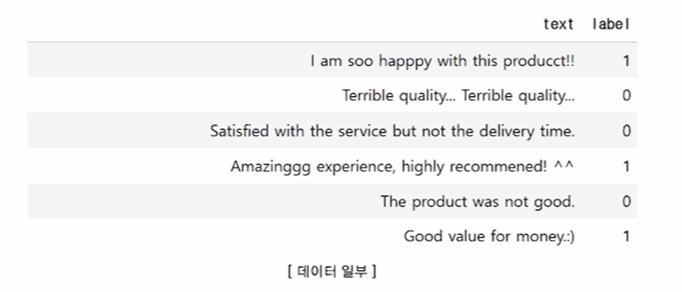 text label
I am soo happpy with this producct!! 1
Terrible quality... Terrible quality... 0
Satisfied with the service but not the delivery time. 0
Amazinggg experience, highly recommened! ^^ 1
The product was not good. 0
Good value for money.:) 1
[ 데이터 일부 ]